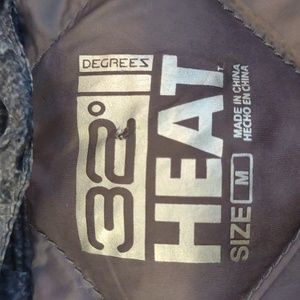 32°
DEGREES
HEAT
SIZE M
MADE IN CHINA
HECHO EN CHINA